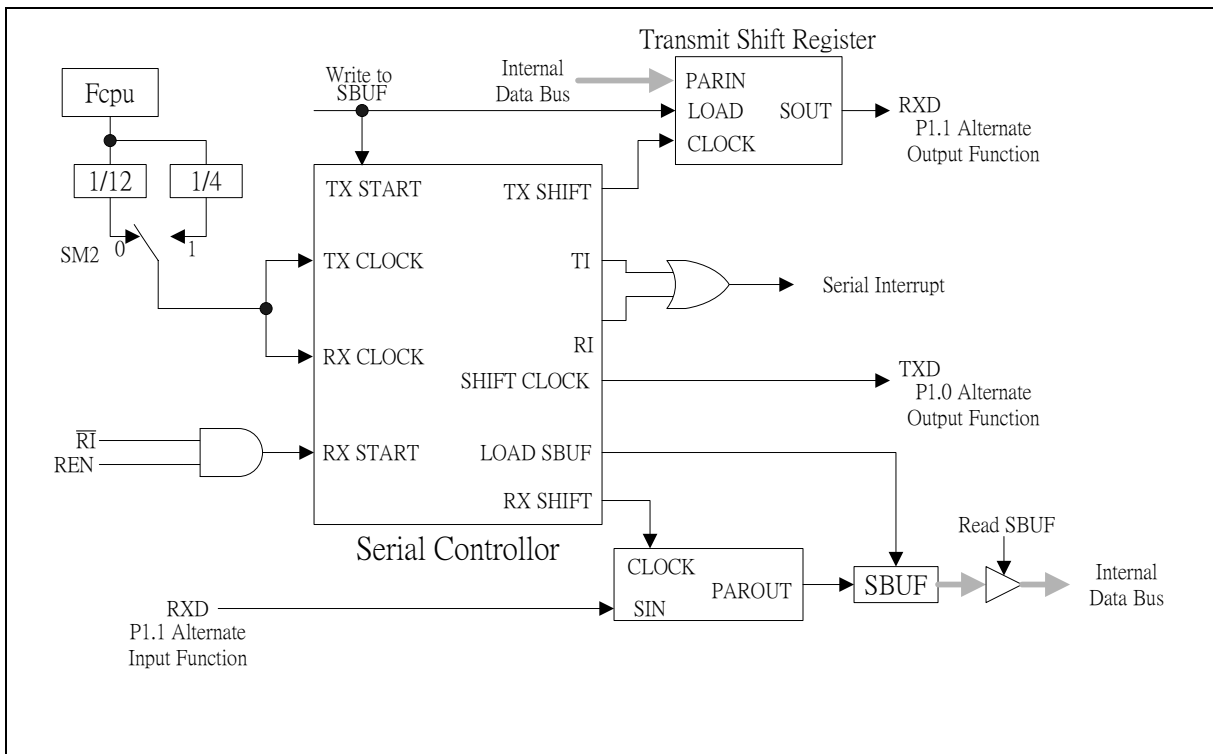 Transmit Shift Register
Fcpu
Write to
SBUF
Internal
Data Bus
PARIN
LOAD
SOUT
CLOCK
RXD
P1.1 Alternate
Output Function
1/12
1/4
SM2
0
1
TX START
TX SHIFT
TX CLOCK
TI
Serial Interrupt
RX CLOCK
RI
SHIFT CLOCK
TXD
P1.0 Alternate
Output Function
RI
REN
RX START
LOAD SBUF
RX SHIFT
Serial Controllor
Read SBUF
CLOCK
PAROUT
SIN
SBUF
Internal
Data Bus
RXD
P1.1 Alternate
Input Function